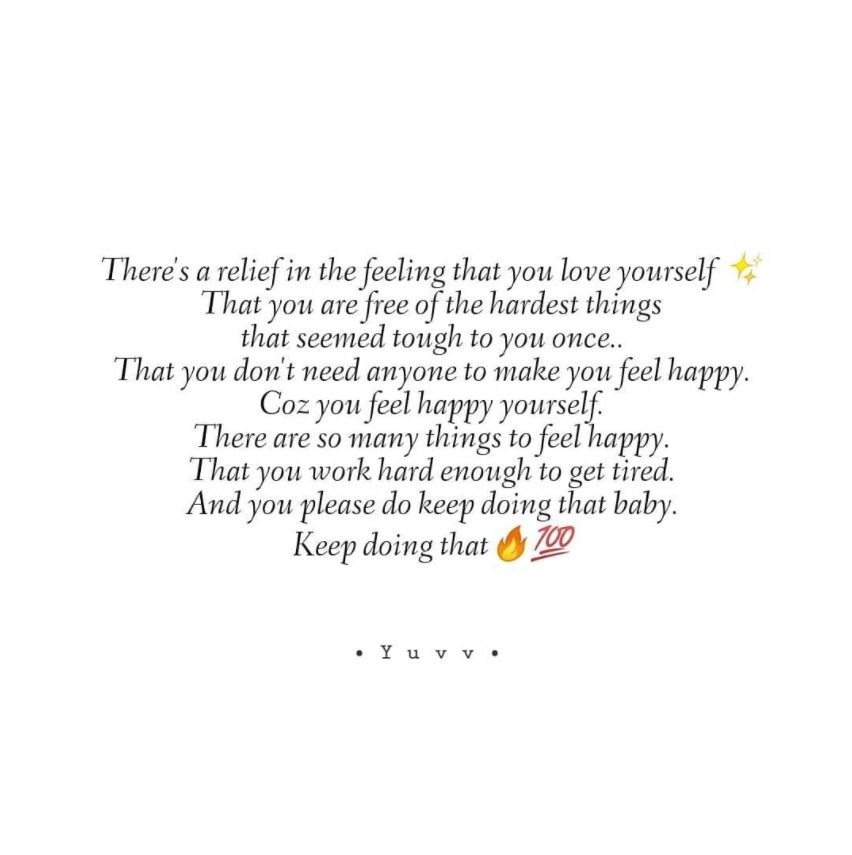 There's a relief in the feeling that you love yourself ✨
That you are free of the hardest things
that seemed tough to you once..
That you don't need anyone to make you feel happy.
Coz you feel happy yourself.
There are so many things to feel happy.
That you work hard enough to get tired.
And you please do keep doing that baby.
Keep doing that 🔥 💯
• Yuvv •